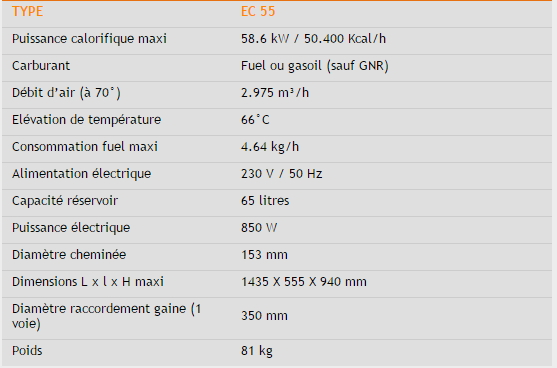 TYPE EC 55
Puissance calorifique maxi 58.6 kW / 50.400 Kcal/h
Carburant Fuel ou gasoil (sauf GNR)
Débit d'air (à 70°) 2.975 m³/h
Elévation de température 66°C
Consommation fuel maxi 4.64 kg/h
Alimentation électrique 230 V / 50 Hz
Capacité réservoir 65 litres
Puissance électrique 850 W
Diamètre cheminée 153 mm
Dimensions L x l x H maxi 1435 X 555 X 940 mm
Diamètre raccordement gaine (1
voie) 350 mm
Poids 81 kg